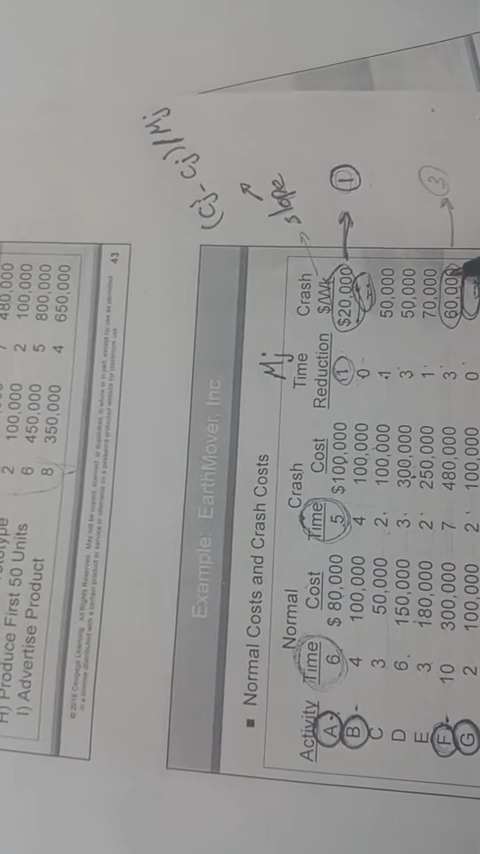 480,000
2 100,000 2 100,000
6 450,000 5 800,000
8 350,000 4 650,000
H) Produce First 50 Units
I) Advertise Product
43
(Cj - Cj) / Mj
slope
Example: EarthMover, Inc
Normal Costs and Crash Costs
Mj
Normal Crash Time Crash
Activity Time Cost Time Cost Reduction $/wk
A 6 $ 80,000 5 $100,000 1 $20,000 → 1
B 4 100,000 4 100,000 0
C 3 50,000 2 100,000 1 50,000
D 6 150,000 3 300,000 3 50,000
E 3 180,000 2 250,000 1 70,000
F 10 300,000 7 480,000 3 60,000 → 3
G 2 100,000 2 100,000 0